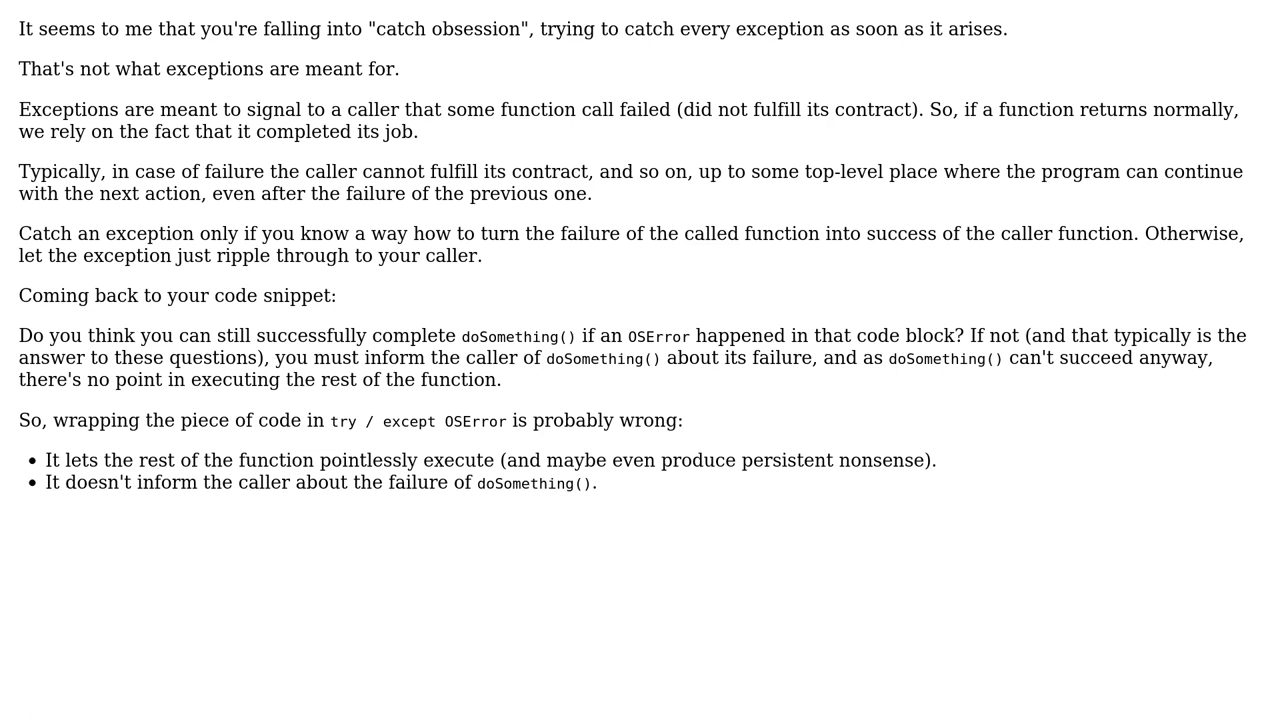 It seems to me that you're falling into "catch obsession", trying to catch every exception as soon as it arises.
That's not what exceptions are meant for.
Exceptions are meant to signal to a caller that some function call failed (did not fulfill its contract). So, if a function returns normally,
we rely on the fact that it completed its job.
Typically, in case of failure the caller cannot fulfill its contract, and so on, up to some top-level place where the program can continue
with the next action, even after the failure of the previous one.
Catch an exception only if you know a way how to turn the failure of the called function into success of the caller function. Otherwise,
let the exception just ripple through to your caller.
Coming back to your code snippet:
Do you think you can still successfully complete doSomething() if an OSError happened in that code block? If not (and that typically is the
answer to these questions), you must inform the caller of doSomething() about its failure, and as doSomething() can't succeed anyway,
there's no point in executing the rest of the function.
So, wrapping the piece of code in try / except OSError is probably wrong:
• It lets the rest of the function pointlessly execute (and maybe even produce persistent nonsense).
• It doesn't inform the caller about the failure of doSomething().